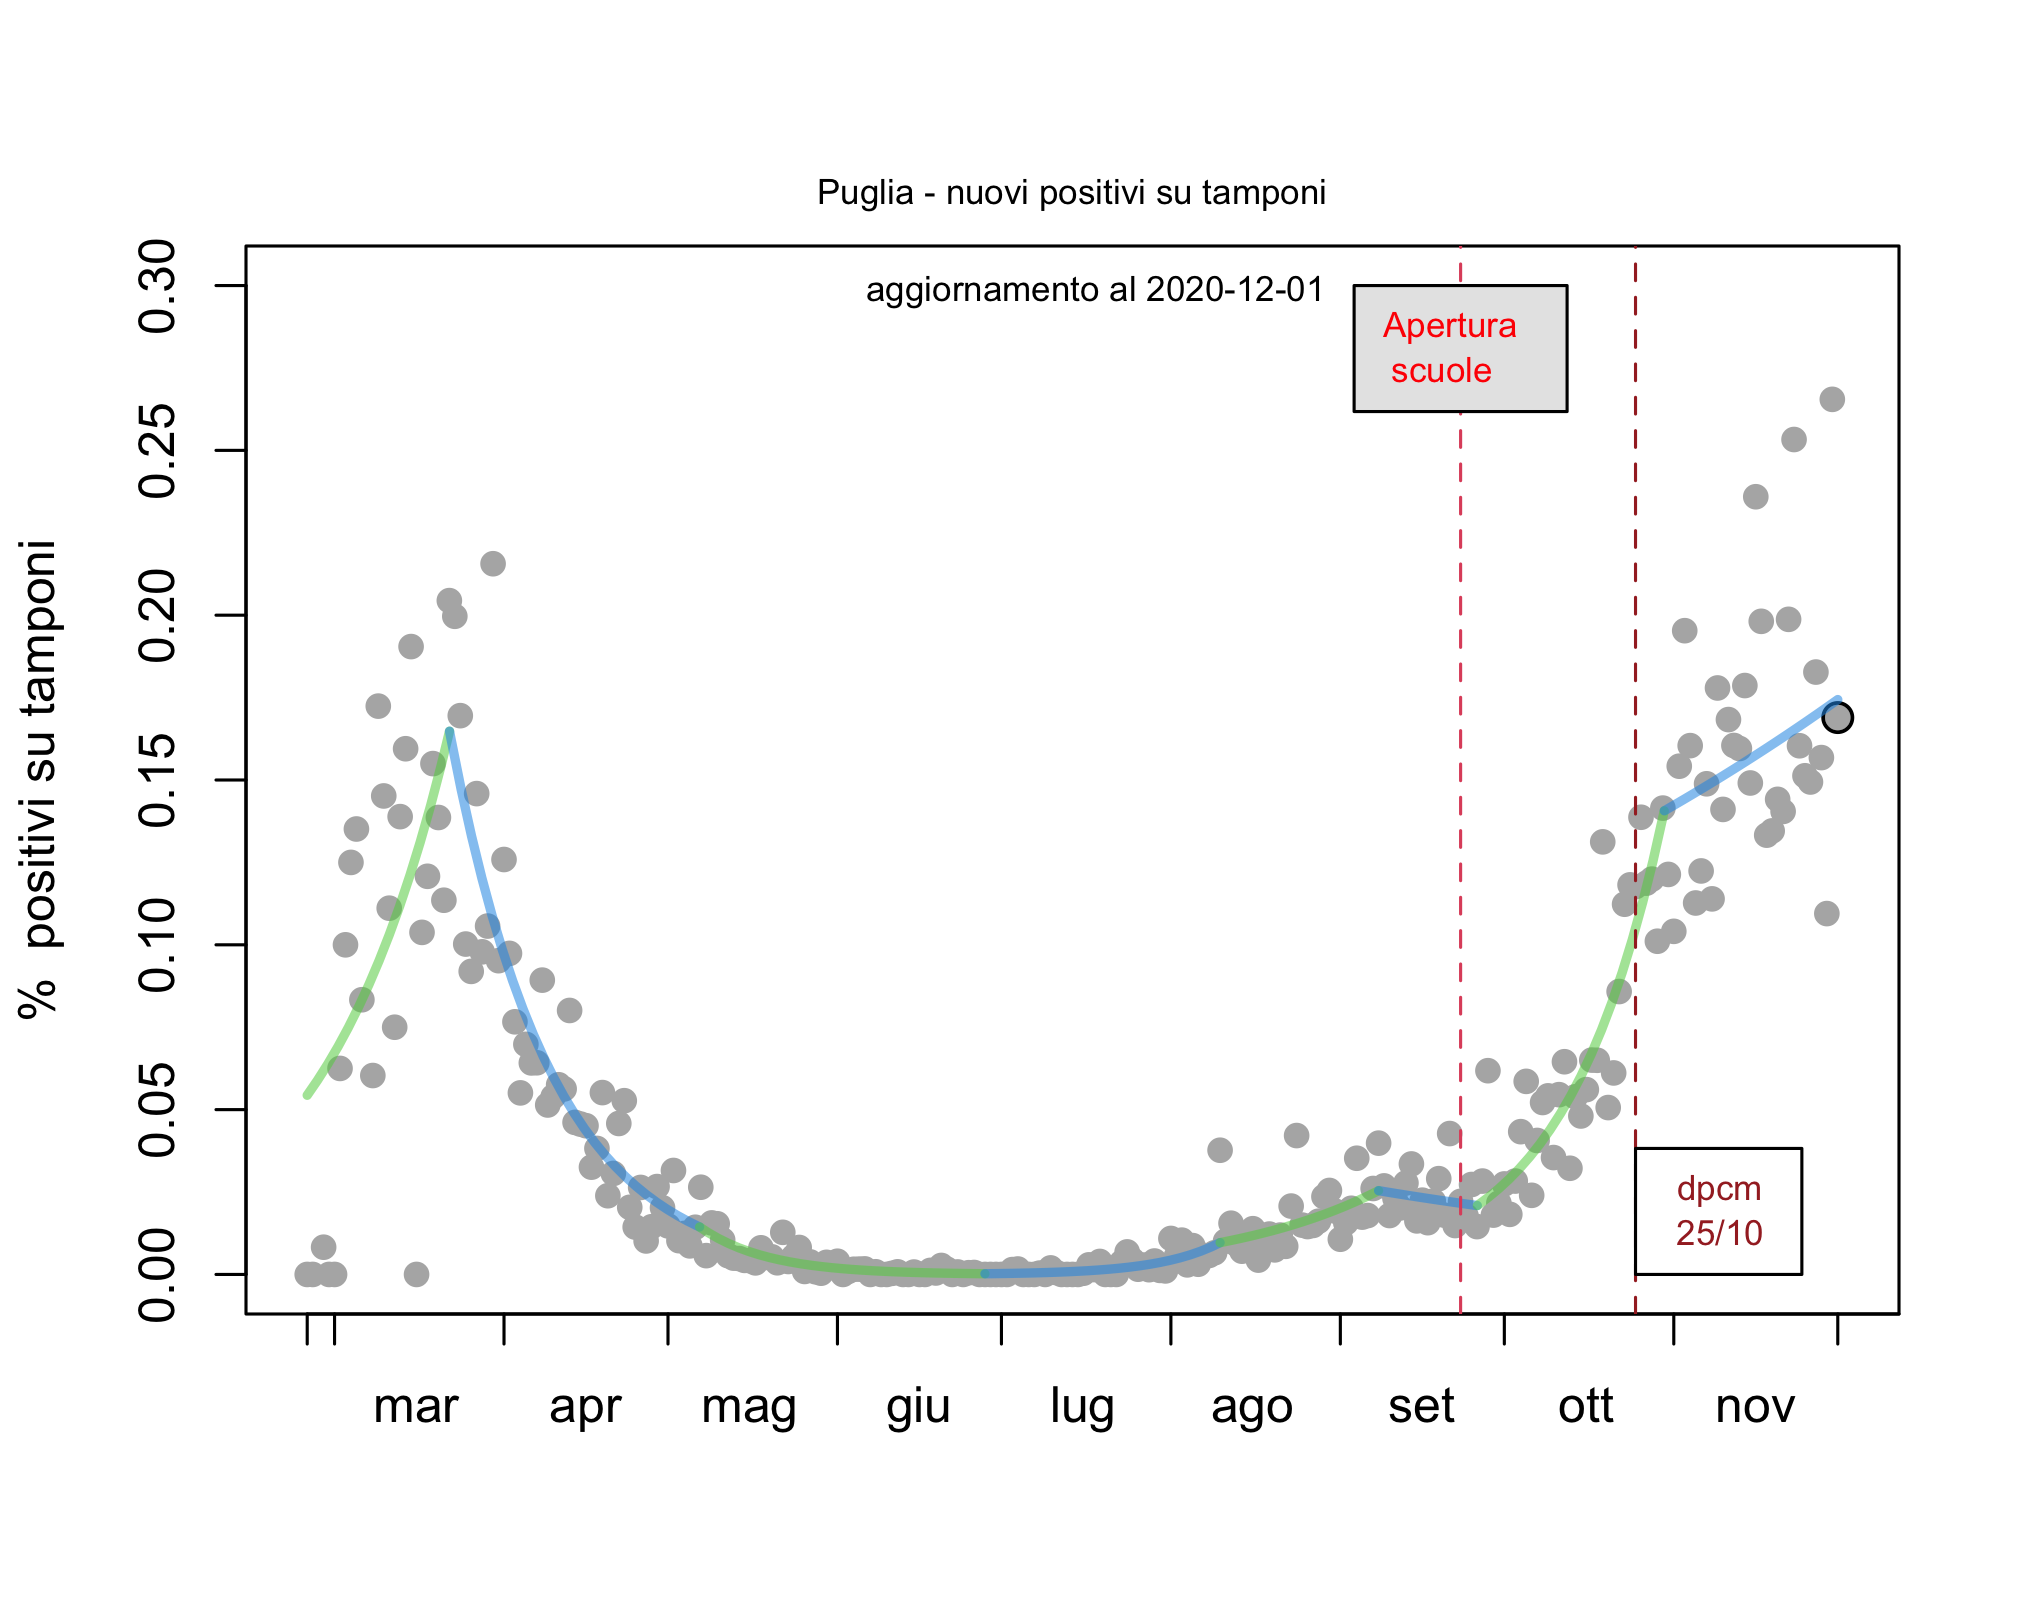 Puglia - nuovi positivi su tamponi
aggiornamento al 2020-12-01
Apertura
scuole
dpcm
25/10
% positivi su tamponi
0.30
0.25
0.20
0.15
0.10
0.05
0.00
mar apr mag giu lug ago set ott nov